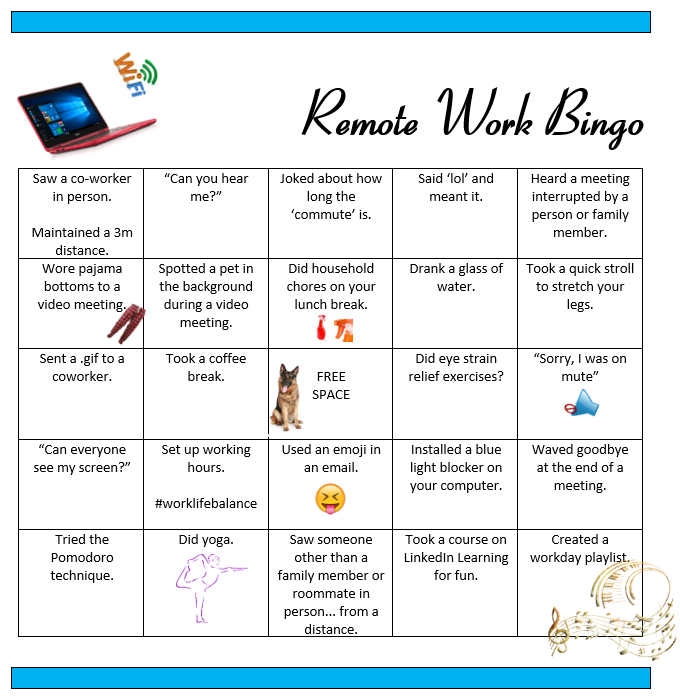 WiFi
Remote Work Bingo
Saw a co-worker
in person.
Maintained a 3m
distance.
“Can you hear
me?”
Joked about how
long the
‘commute’ is.
Said ‘lol’ and
meant it.
Heard a meeting
interrupted by a
person or family
member.
Wore pajama
bottoms to a
video meeting.
Spotted a pet in
the background
during a video
meeting.
Did household
chores on your
lunch break.
Drank a glass of
water.
Took a quick stroll
to stretch your
legs.
Sent a .gif to a
coworker.
Took a coffee
break.
FREE
SPACE
Did eye strain
relief exercises?
“Sorry, I was on
mute”
“Can everyone
see my screen?”
Set up working
hours.
#worklifebalance
Used an emoji in
an email.
Installed a blue
light blocker on
your computer.
Waved goodbye
at the end of a
meeting.
Tried the
Pomodoro
technique.
Did yoga.
Saw someone
other than a
family member or
roommate in
person... from a
distance.
Took a course on
LinkedIn Learning
for fun.
Created a
workday playlist.